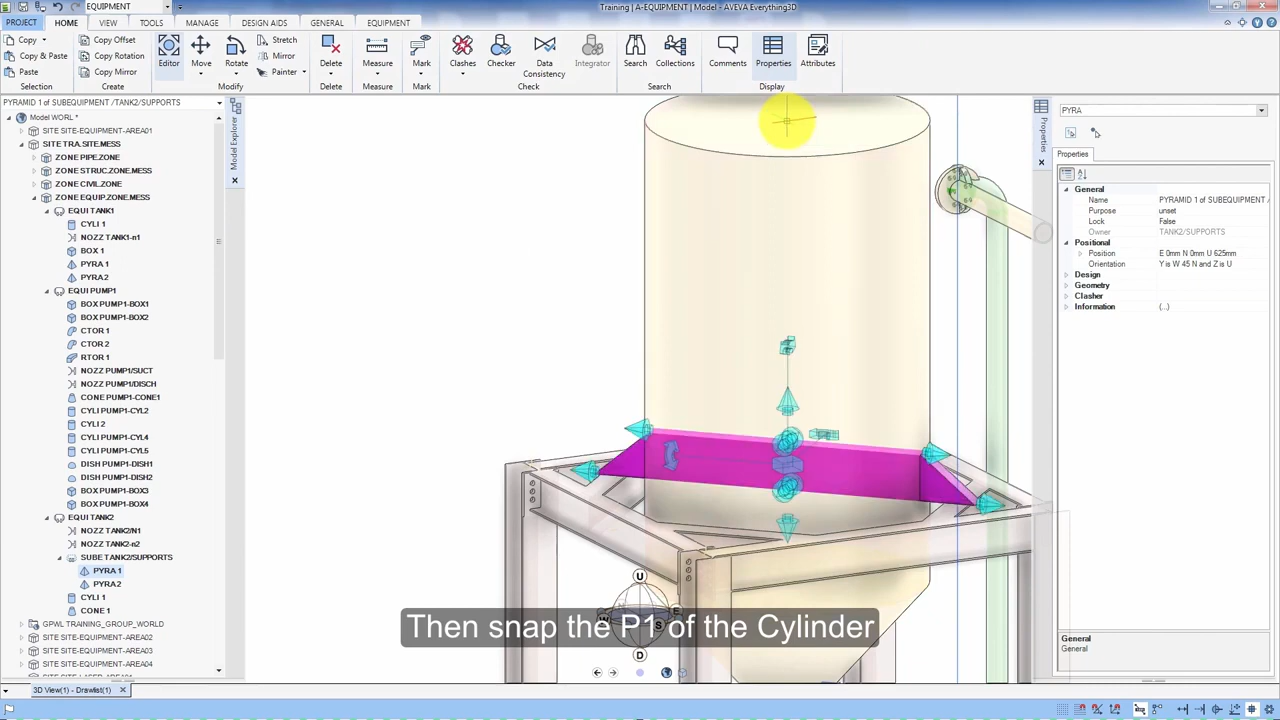 EQUIPMENT
Training | A-EQUIPMENT | Model - AVEVA Everything3D
PROJECT
HOME
VIEW
TOOLS
MANAGE
DESIGN AIDS
GENERAL
EQUIPMENT
Copy
Copy & Paste
Paste
Selection
Copy Offset
Copy Rotation
Copy Mirror
Create
Editor
Move
Rotate
Stretch
Mirror
Painter
Modify
Delete
Delete
Measure
Measure
Mark
Mark
Clashes
Checker
Data Consistency
Integrator
Check
Search
Collections
Search
Comments
Properties
Attributes
Display
PYRAMID 1 of SUBEQUIPMENT /TANK2/SUPPORTS
Model WORL *
SITE SITE-EQUIPMENT-AREA01
SITE TRA.SITE.MESS
ZONE PIPE.ZONE
ZONE STRUC.ZONE.MESS
ZONE CIVIL.ZONE
ZONE EQUIP.ZONE.MESS
EQUI TANK1
CYLI 1
NOZZ TANK1-n1
BOX 1
PYRA 1
PYRA 2
EQUI PUMP1
BOX PUMP1-BOX1
BOX PUMP1-BOX2
CTOR 1
CTOR 2
RTOR 1
NOZZ PUMP1/SUCT
NOZZ PUMP1/DISCH
CONE PUMP1-CONE1
CYLI PUMP1-CYL2
CYLI 2
CYLI PUMP1-CYL4
CYLI PUMP1-CYL5
DISH PUMP1-DISH1
DISH PUMP1-DISH2
BOX PUMP1-BOX3
BOX PUMP1-BOX4
EQUI TANK2
NOZZ TANK2/N1
NOZZ TANK2-n2
SUBE TANK2/SUPPORTS
PYRA 1
PYRA 2
CYLI 1
CONE 1
GPWL TRAINING_GROUP_WORLD
SITE SITE-EQUIPMENT-AREA02
SITE SITE-EQUIPMENT-AREA03
SITE SITE-EQUIPMENT-AREA04
Model Explorer
3D View(1) - Drawlist(1)
U
N
W
E
S
D
Then snap the P1 of the Cylinder
Properties
PYRA
Properties
General
Name PYRAMID 1 of SUBEQUIPMENT /
Purpose unset
Lock False
Owner TANK2/SUPPORTS
Positional
Position E 0mm N 0mm U 625mm
Orientation Y is W 45 N and Z is U
Design
Geometry
Clasher
Information (...)
General
General